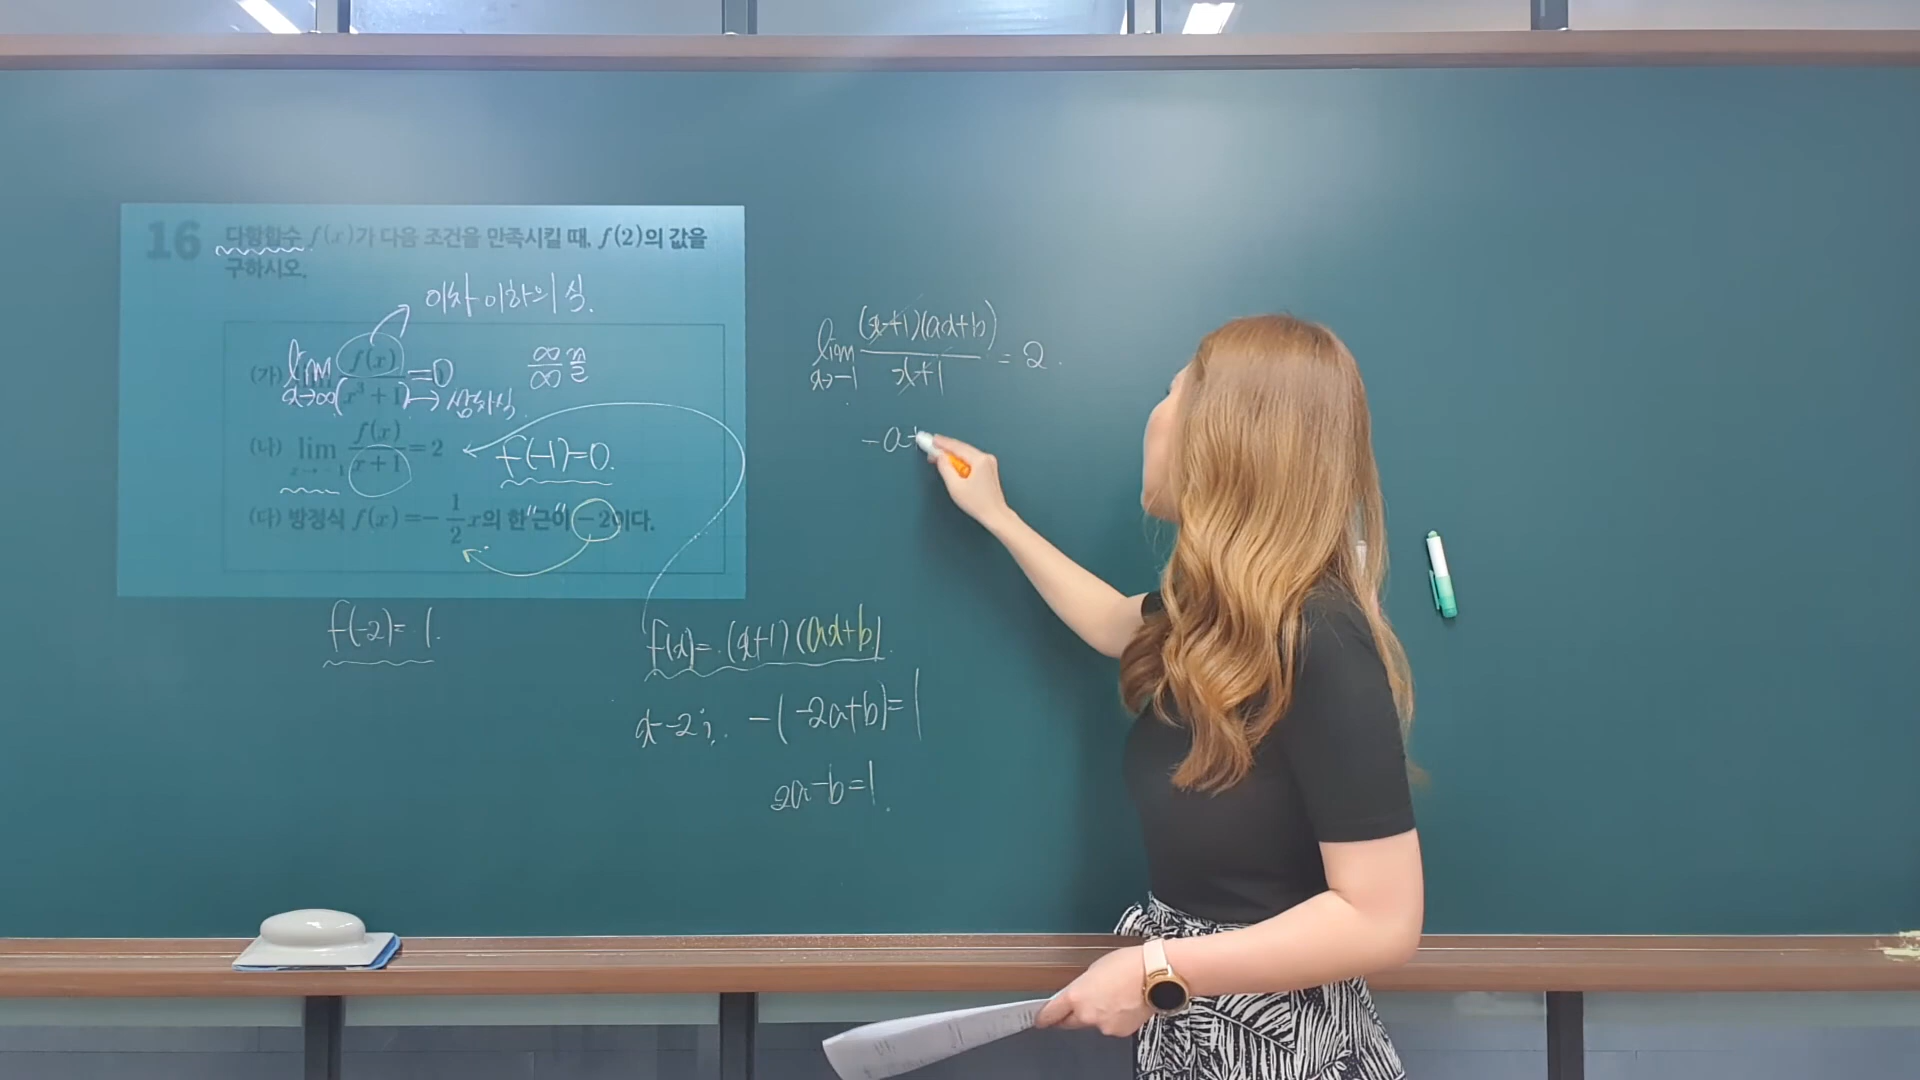 16 다항함수 f(x)가 다음 조건을 만족시킬 때, f(2)의 값을
구하시오.
이차 이하의 식.
(가) lim x→∞ f(x)/(x³+1) = 0
∞/∞ 꼴
→ 삼차식.
(나) lim x→-1 f(x)/(x+1) = 2
f(-1)=0.
(다) 방정식 f(x)=-1/2 x의 한 "근이" -2이다.
f(-2)=1.
f(x)=(x+1)(ax+b)
x=-2; -(-2a+b)=1
2a-b=1.
lim x→-1 (x+1)(ax+b)/(x+1) = 2.
-a+